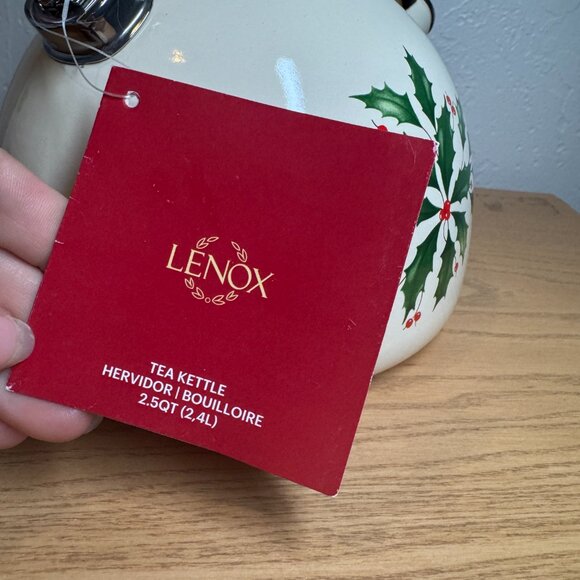 LENOX
TEA KETTLE
HERVIDOR | BOUILLOIRE
2.5QT (2,4L)